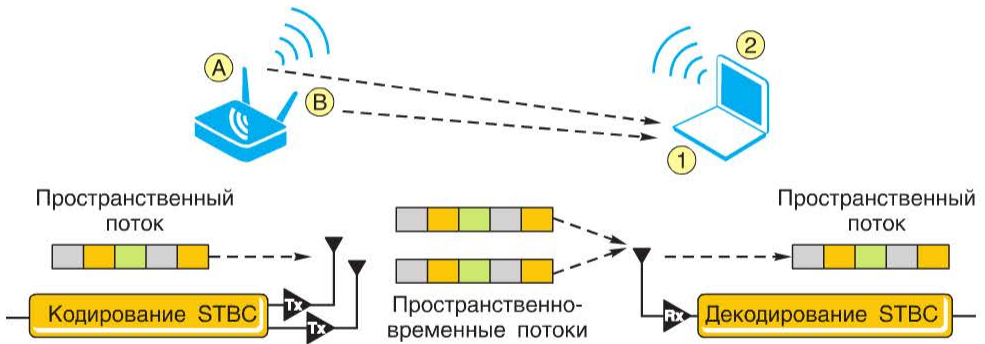 A
B
2
1
Пространственный
поток
Пространственный
поток
Tx
Tx
Кодирование STBC
Пространственно-
временные потоки
Rx
Декодирование STBC